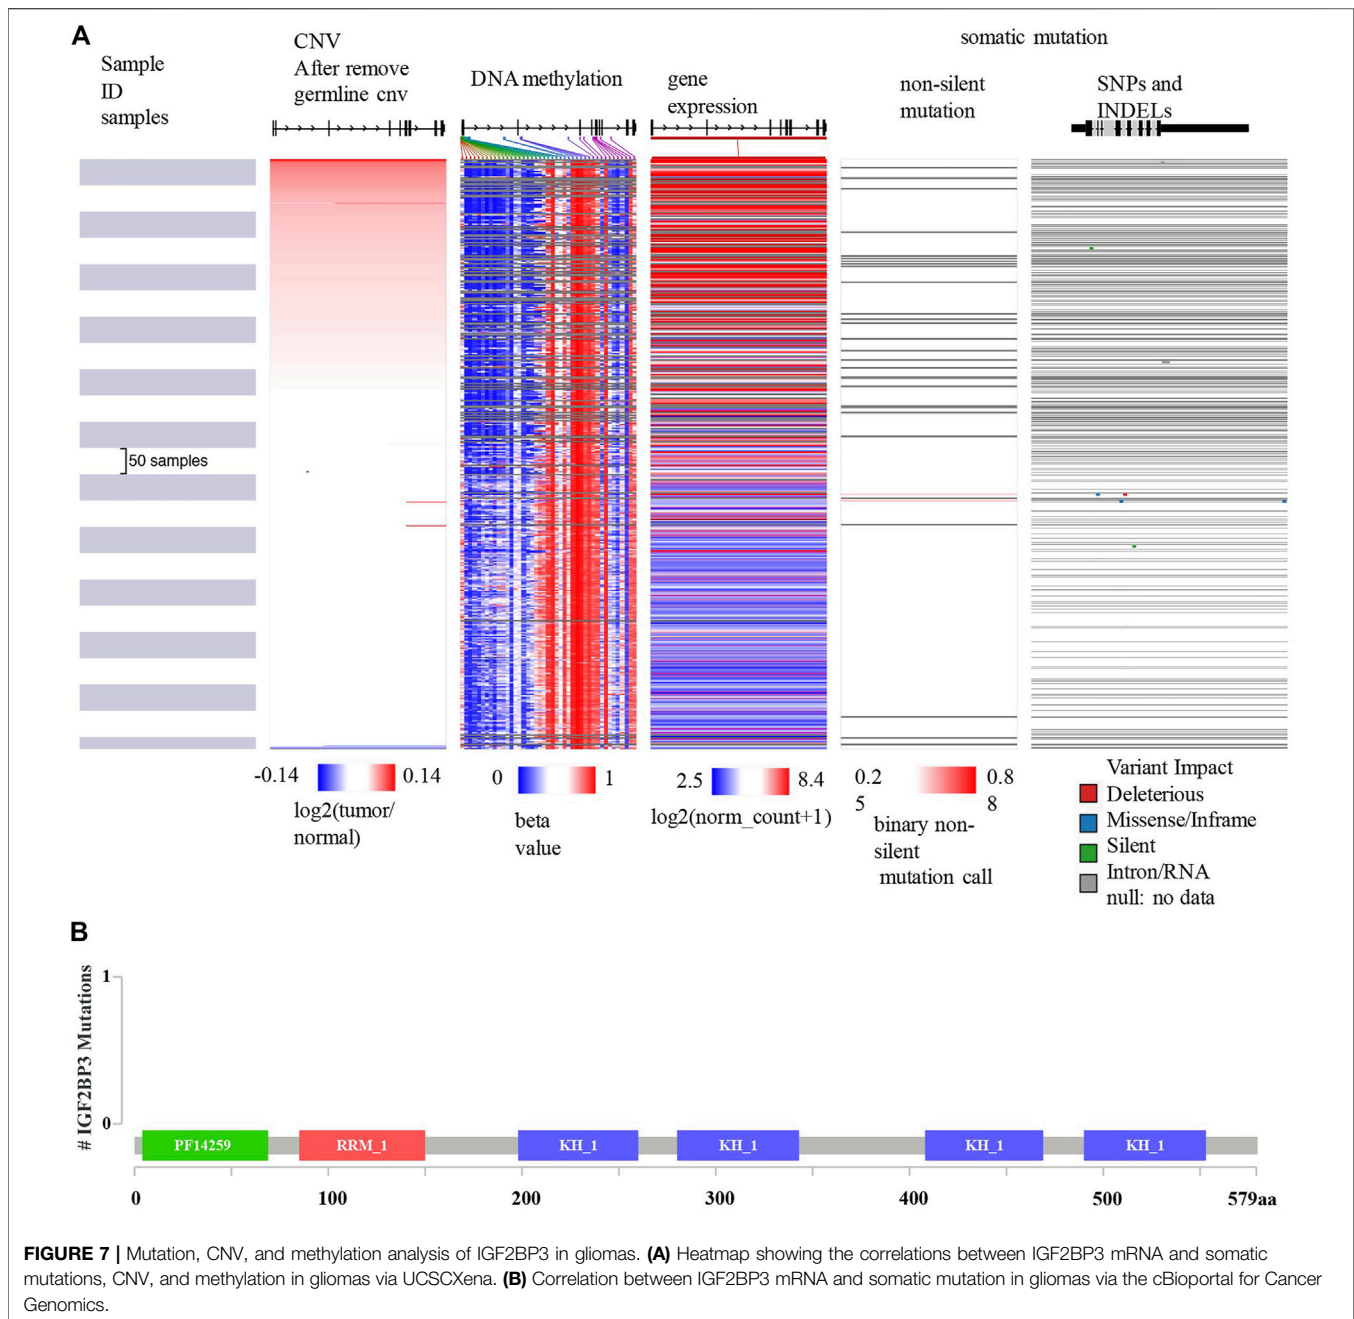 A
Sample
ID
samples
CNV
After remove
germline cnv
DNA methylation
gene
expression
somatic mutation
non-silent
mutation
SNPs and
INDELs
50 samples
-0.14
0.14
log2(tumor/
normal)
0
1
beta
value
2.5
8.4
log2(norm_count+1)
0.2
5
0.8
8
binary non-
silent
mutation call
Variant Impact
Deleterious
Missense/Inframe
Silent
Intron/RNA
null: no data
B
# IGF2BP3 Mutations
1
0
PF14259
RRM_1
KH_1
KH_1
KH_1
KH_1
0
100
200
300
400
500
579aa
FIGURE 7 | Mutation, CNV, and methylation analysis of IGF2BP3 in gliomas. (A) Heatmap showing the correlations between IGF2BP3 mRNA and somatic
mutations, CNV, and methylation in gliomas via UCSCXena. (B) Correlation between IGF2BP3 mRNA and somatic mutation in gliomas via the cBioportal for Cancer
Genomics.